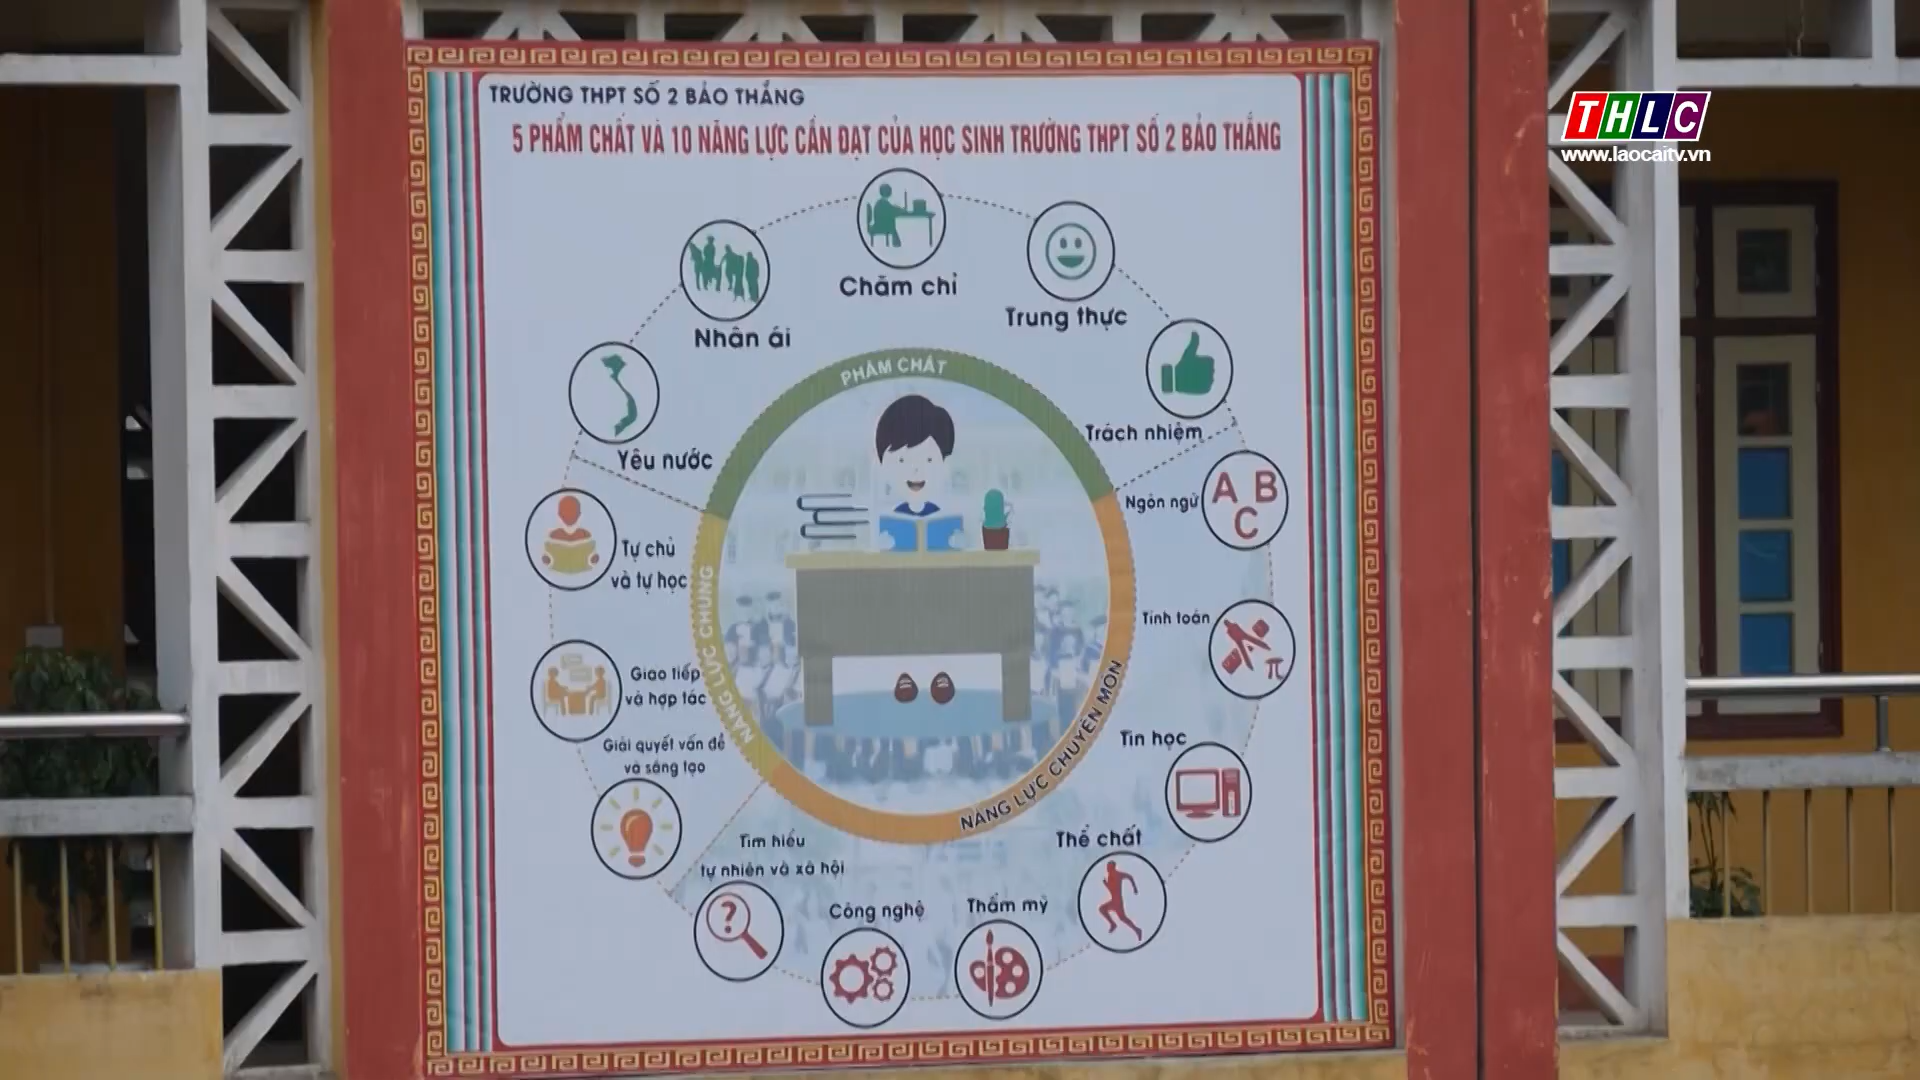 TRƯỜNG THPT SỐ 2 BẢO THẮNG
5 PHẨM CHẤT VÀ 10 NĂNG LỰC CẦN ĐẠT CỦA HỌC SINH TRƯỜNG THPT SỐ 2 BẢO THẮNG
THLC
www.laocaitv.vn
Chăm chỉ
Nhân ái
Trung thực
Yêu nước
Trách nhiệm
PHẨM CHẤT
Ngôn ngữ
A B
C
Tự chủ
và tự học
NĂNG LỰC CHUNG
Tính toán
π
Giao tiếp
và hợp tác
Giải quyết vấn đề
và sáng tạo
Tin học
NĂNG LỰC CHUYÊN MÔN
Thể chất
Tìm hiểu
tự nhiên và xã hội
?
Công nghệ
Thẩm mỹ